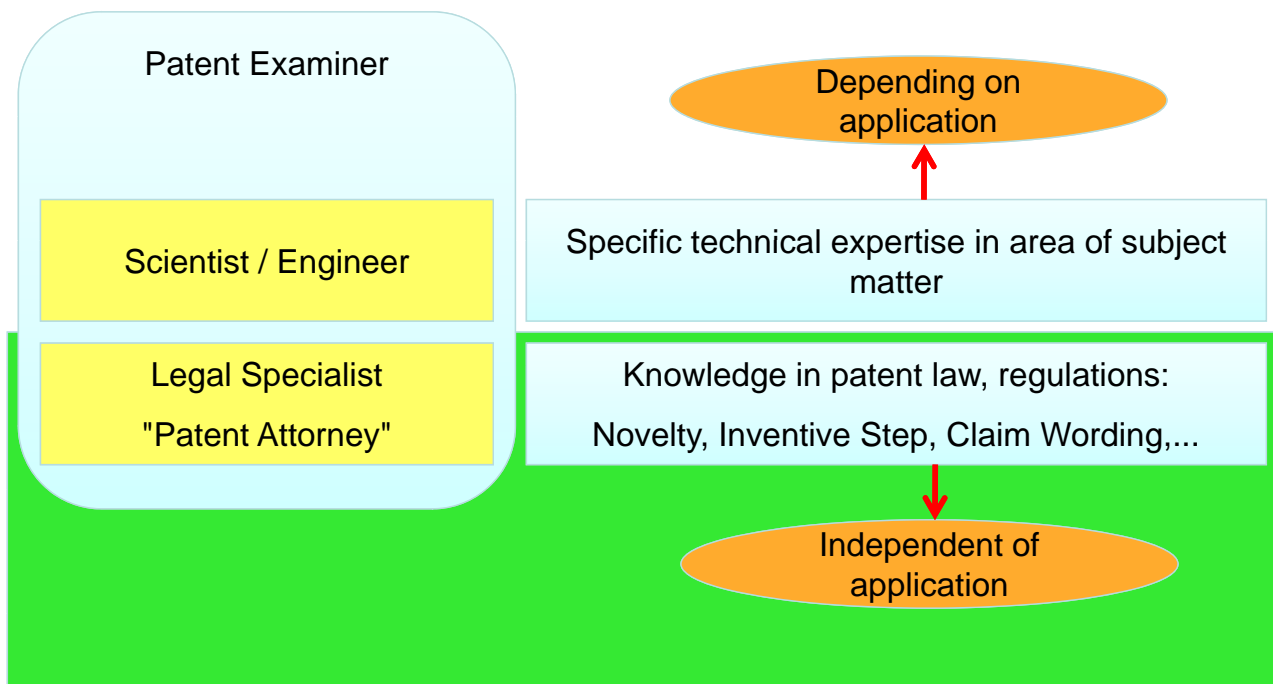 Patent Examiner
Depending on
application
Scientist / Engineer
Specific technical expertise in area of subject
matter
Legal Specialist
"Patent Attorney"
Knowledge in patent law, regulations:
Novelty, Inventive Step, Claim Wording,...
Independent of
application